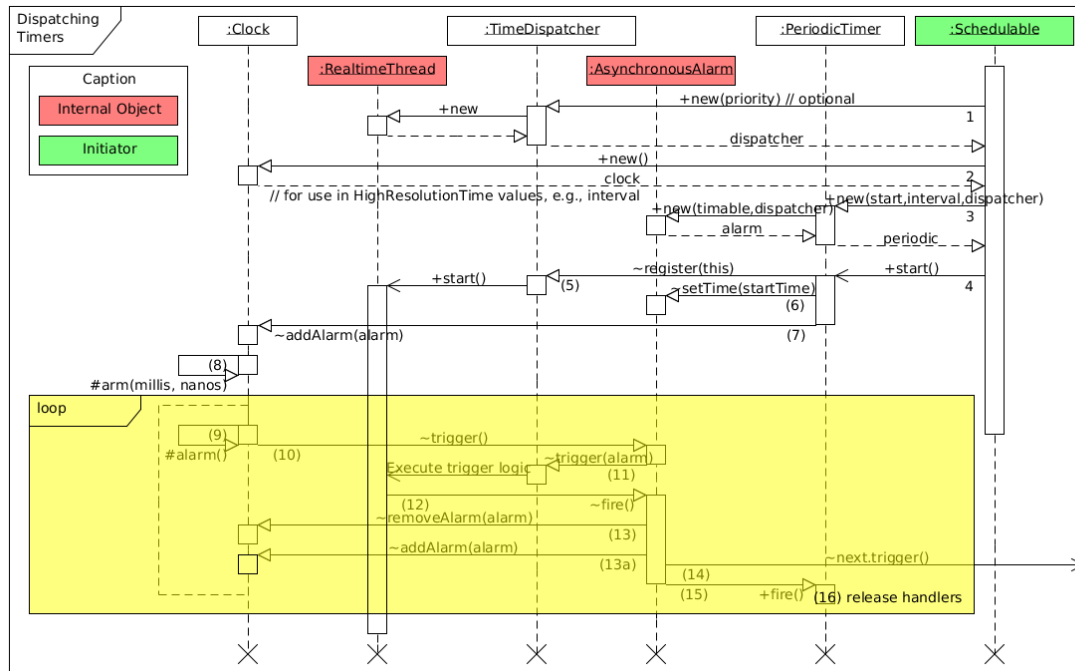 Dispatching
Timers
:Clock
:TimeDispatcher
:PeriodicTimer
:Schedulable
Caption
Internal Object
Initiator
:RealtimeThread
:AsynchronousAlarm
+new(priority) // optional
+new
1
dispatcher
+new()
clock
2
// for use in HighResolutionTime values, e.g., interval
+new(start,interval,dispatcher)
+new(timable,dispatcher)
3
alarm
periodic
~register(this)
+start()
+start()
(5)
4
~setTime(startTime)
(6)
~addAlarm(alarm)
(7)
(8)
#arm(millis, nanos)
loop
(9)
~trigger()
#alarm()
(10)
~trigger(alarm)
Execute trigger logic
(11)
(12)
~fire()
~removeAlarm(alarm)
(13)
~addAlarm(alarm)
(13a)
~next.trigger()
(14)
(15)
+fire()
(16) release handlers